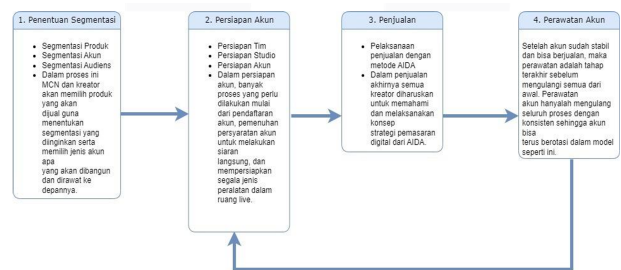 1. Penentuan Segmentasi
• Segmentasi Produk
• Segmentasi Akun
• Segmentasi Audiens
• Dalam proses ini
MCN dan kreator
akan memilih produk
yang akan
dijual guna
menentukan
segmentasi yang
diinginkan serta
memilih jenis akun
apa
yang akan dibangun
dan dirawat ke
depannya.
2. Persiapan Akun
• Persiapan Tim
• Persiapan Studio
• Persiapan Akun
• Dalam persiapan
akun, banyak
proses yang perlu
dilakukan mulai
dari pendaftaran
akun, pemenuhan
persyaratan akun
untuk melakukan
siaran
langsung, dan
mempersiapkan
segala jenis
peralatan dalam
ruang live.
3. Penjualan
• Pelaksanaan
penjualan dengan
metode AIDA
• Dalam penjualan
akhirnya semua
kreator diharuskan
untuk memahami
dan melaksanakan
konsep
strategi pemasaran
digital dari AIDA.
4. Perawatan Akun
Setelah akun sudah stabil
dan bisa berjualan, maka
perawatan adalah tahap
terakhir sebelum
mengulangi semua dari
awal. Perawatan
akun hanyalah mengulang
seluruh proses dengan
konsisten sehingga akun
bisa
terus berotasi dalam model
seperti ini.